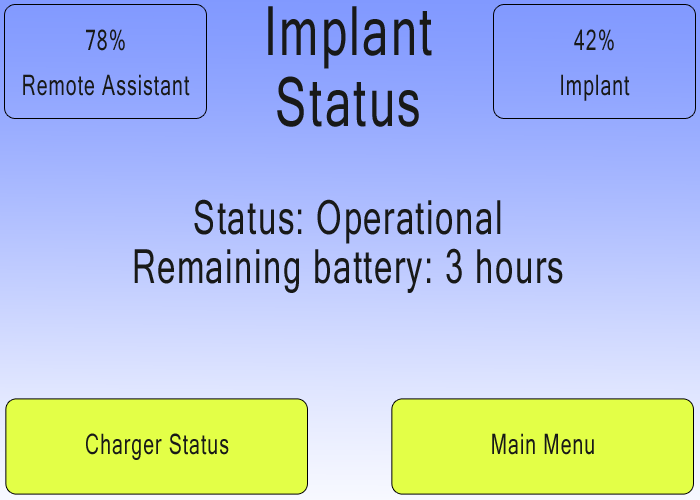 78%
Remote Assistant
Implant
Status
42%
Implant
Status: Operational
Remaining battery: 3 hours
Charger Status
Main Menu